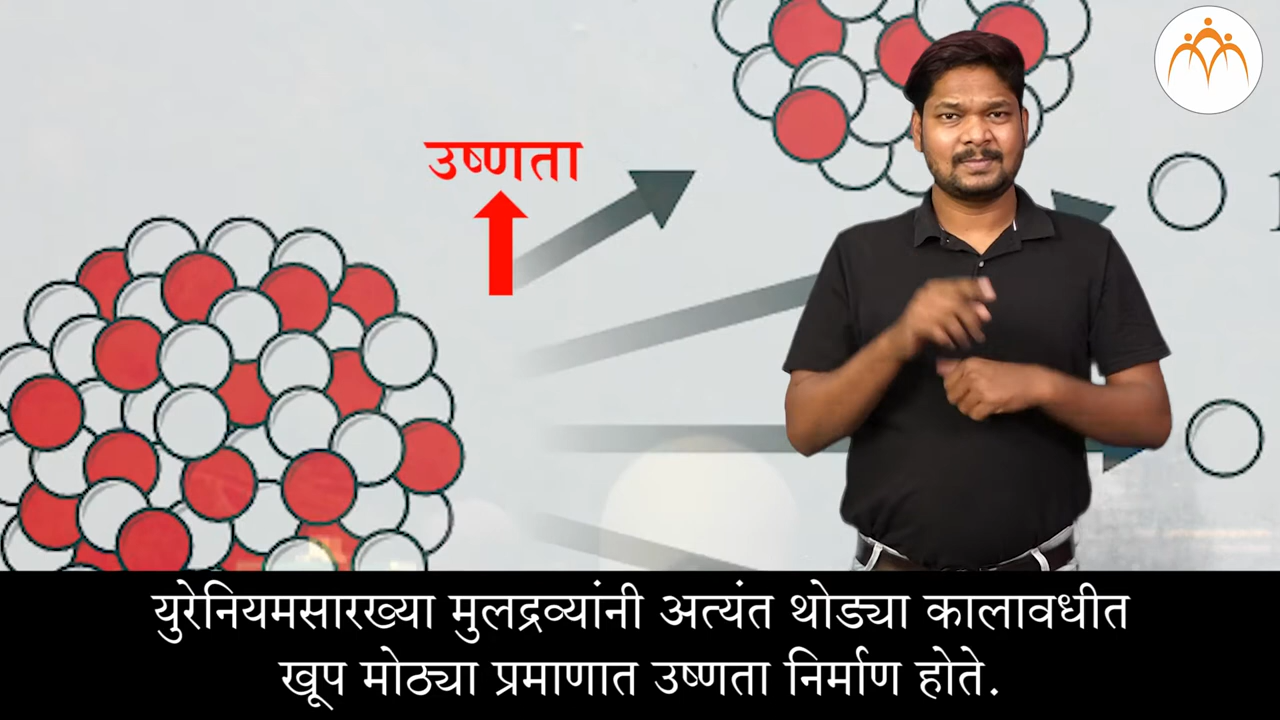 उष्णता
युरेनियमसारख्या मुलद्रव्यांनी अत्यंत थोड्या कालावधीत
खूप मोठ्या प्रमाणात उष्णता निर्माण होते.